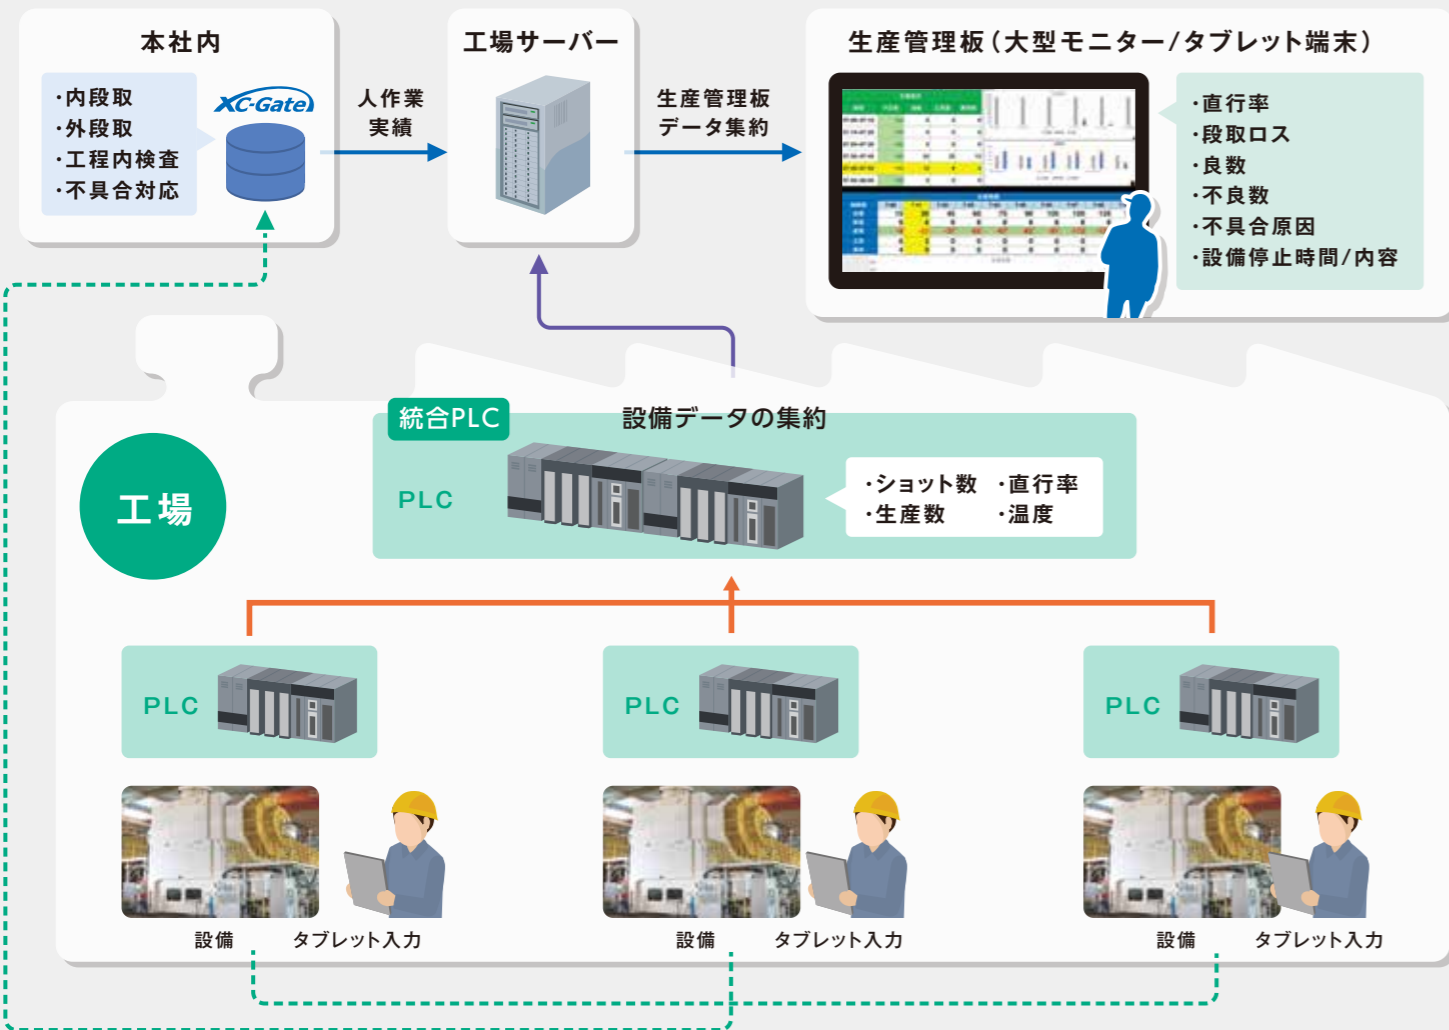 本社内
・内段取
・外段取
・工程内検査
・不具合対応
XC-Gate
人作業
実績
工場サーバー
生産管理板
データ集約
生産管理板(大型モニター/タブレット端末)
・直行率
・段取ロス
・良数
・不良数
・不具合原因
・設備停止時間/内容
工場
統合PLC
設備データの集約
PLC
・ショット数 ・直行率
・生産数 ・温度
PLC
PLC
PLC
設備 タブレット入力
設備 タブレット入力
設備 タブレット入力